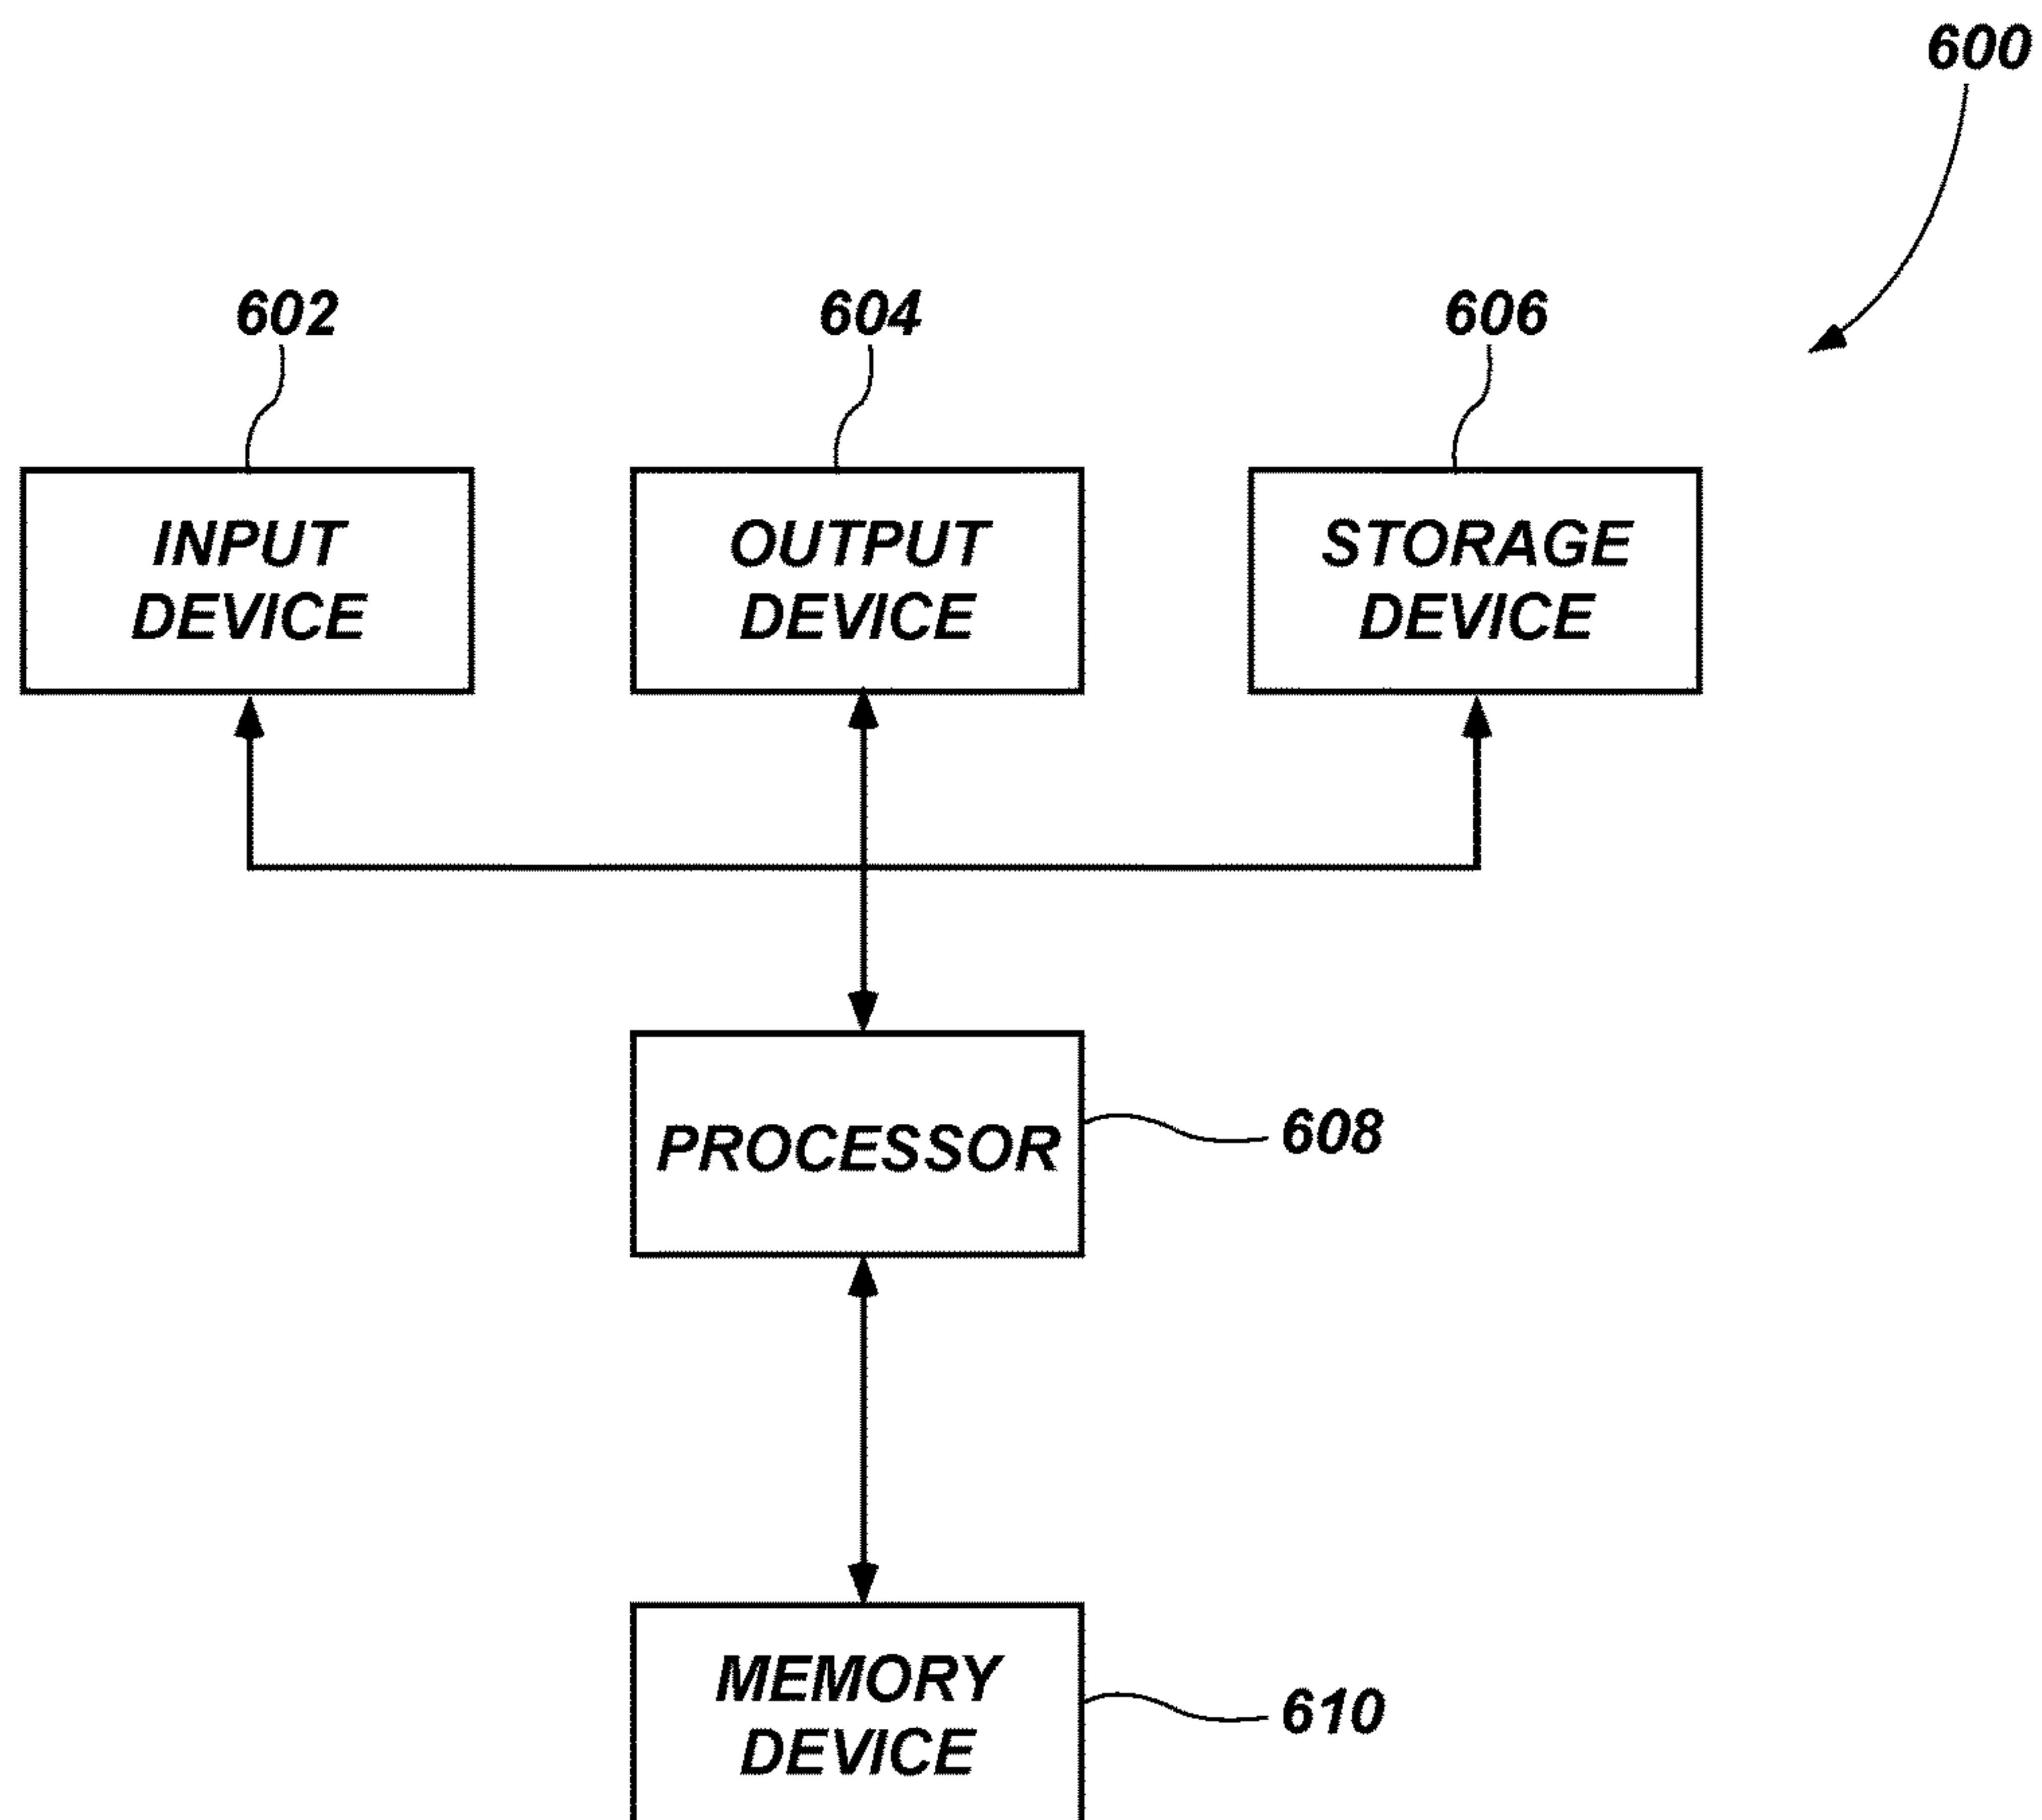 600
602
604
606
INPUT
DEVICE
OUTPUT
DEVICE
STORAGE
DEVICE
PROCESSOR
608
MEMORY
DEVICE
610